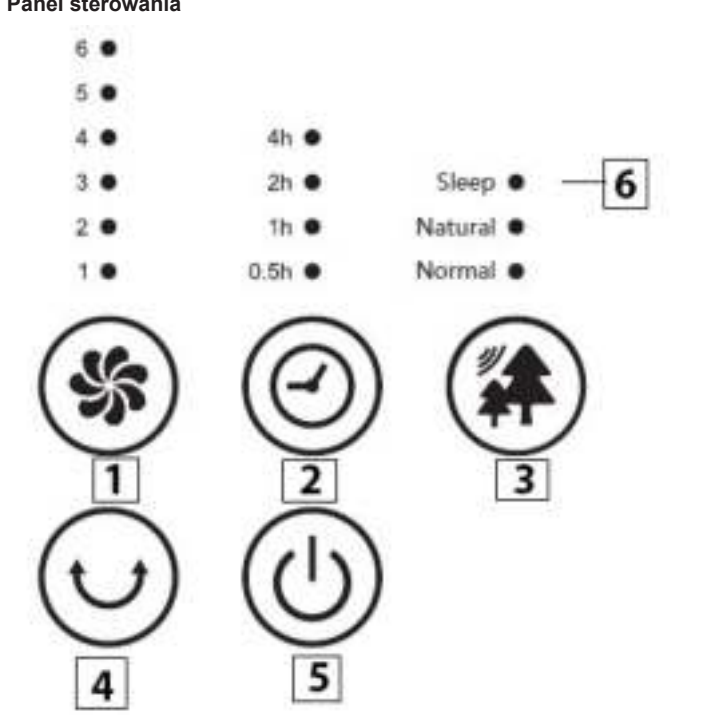 Panel sterowania
6
5
4 4h
3 2h Sleep 6
2 1h Natural
1 0.5h Normal
1 2 3
4 5